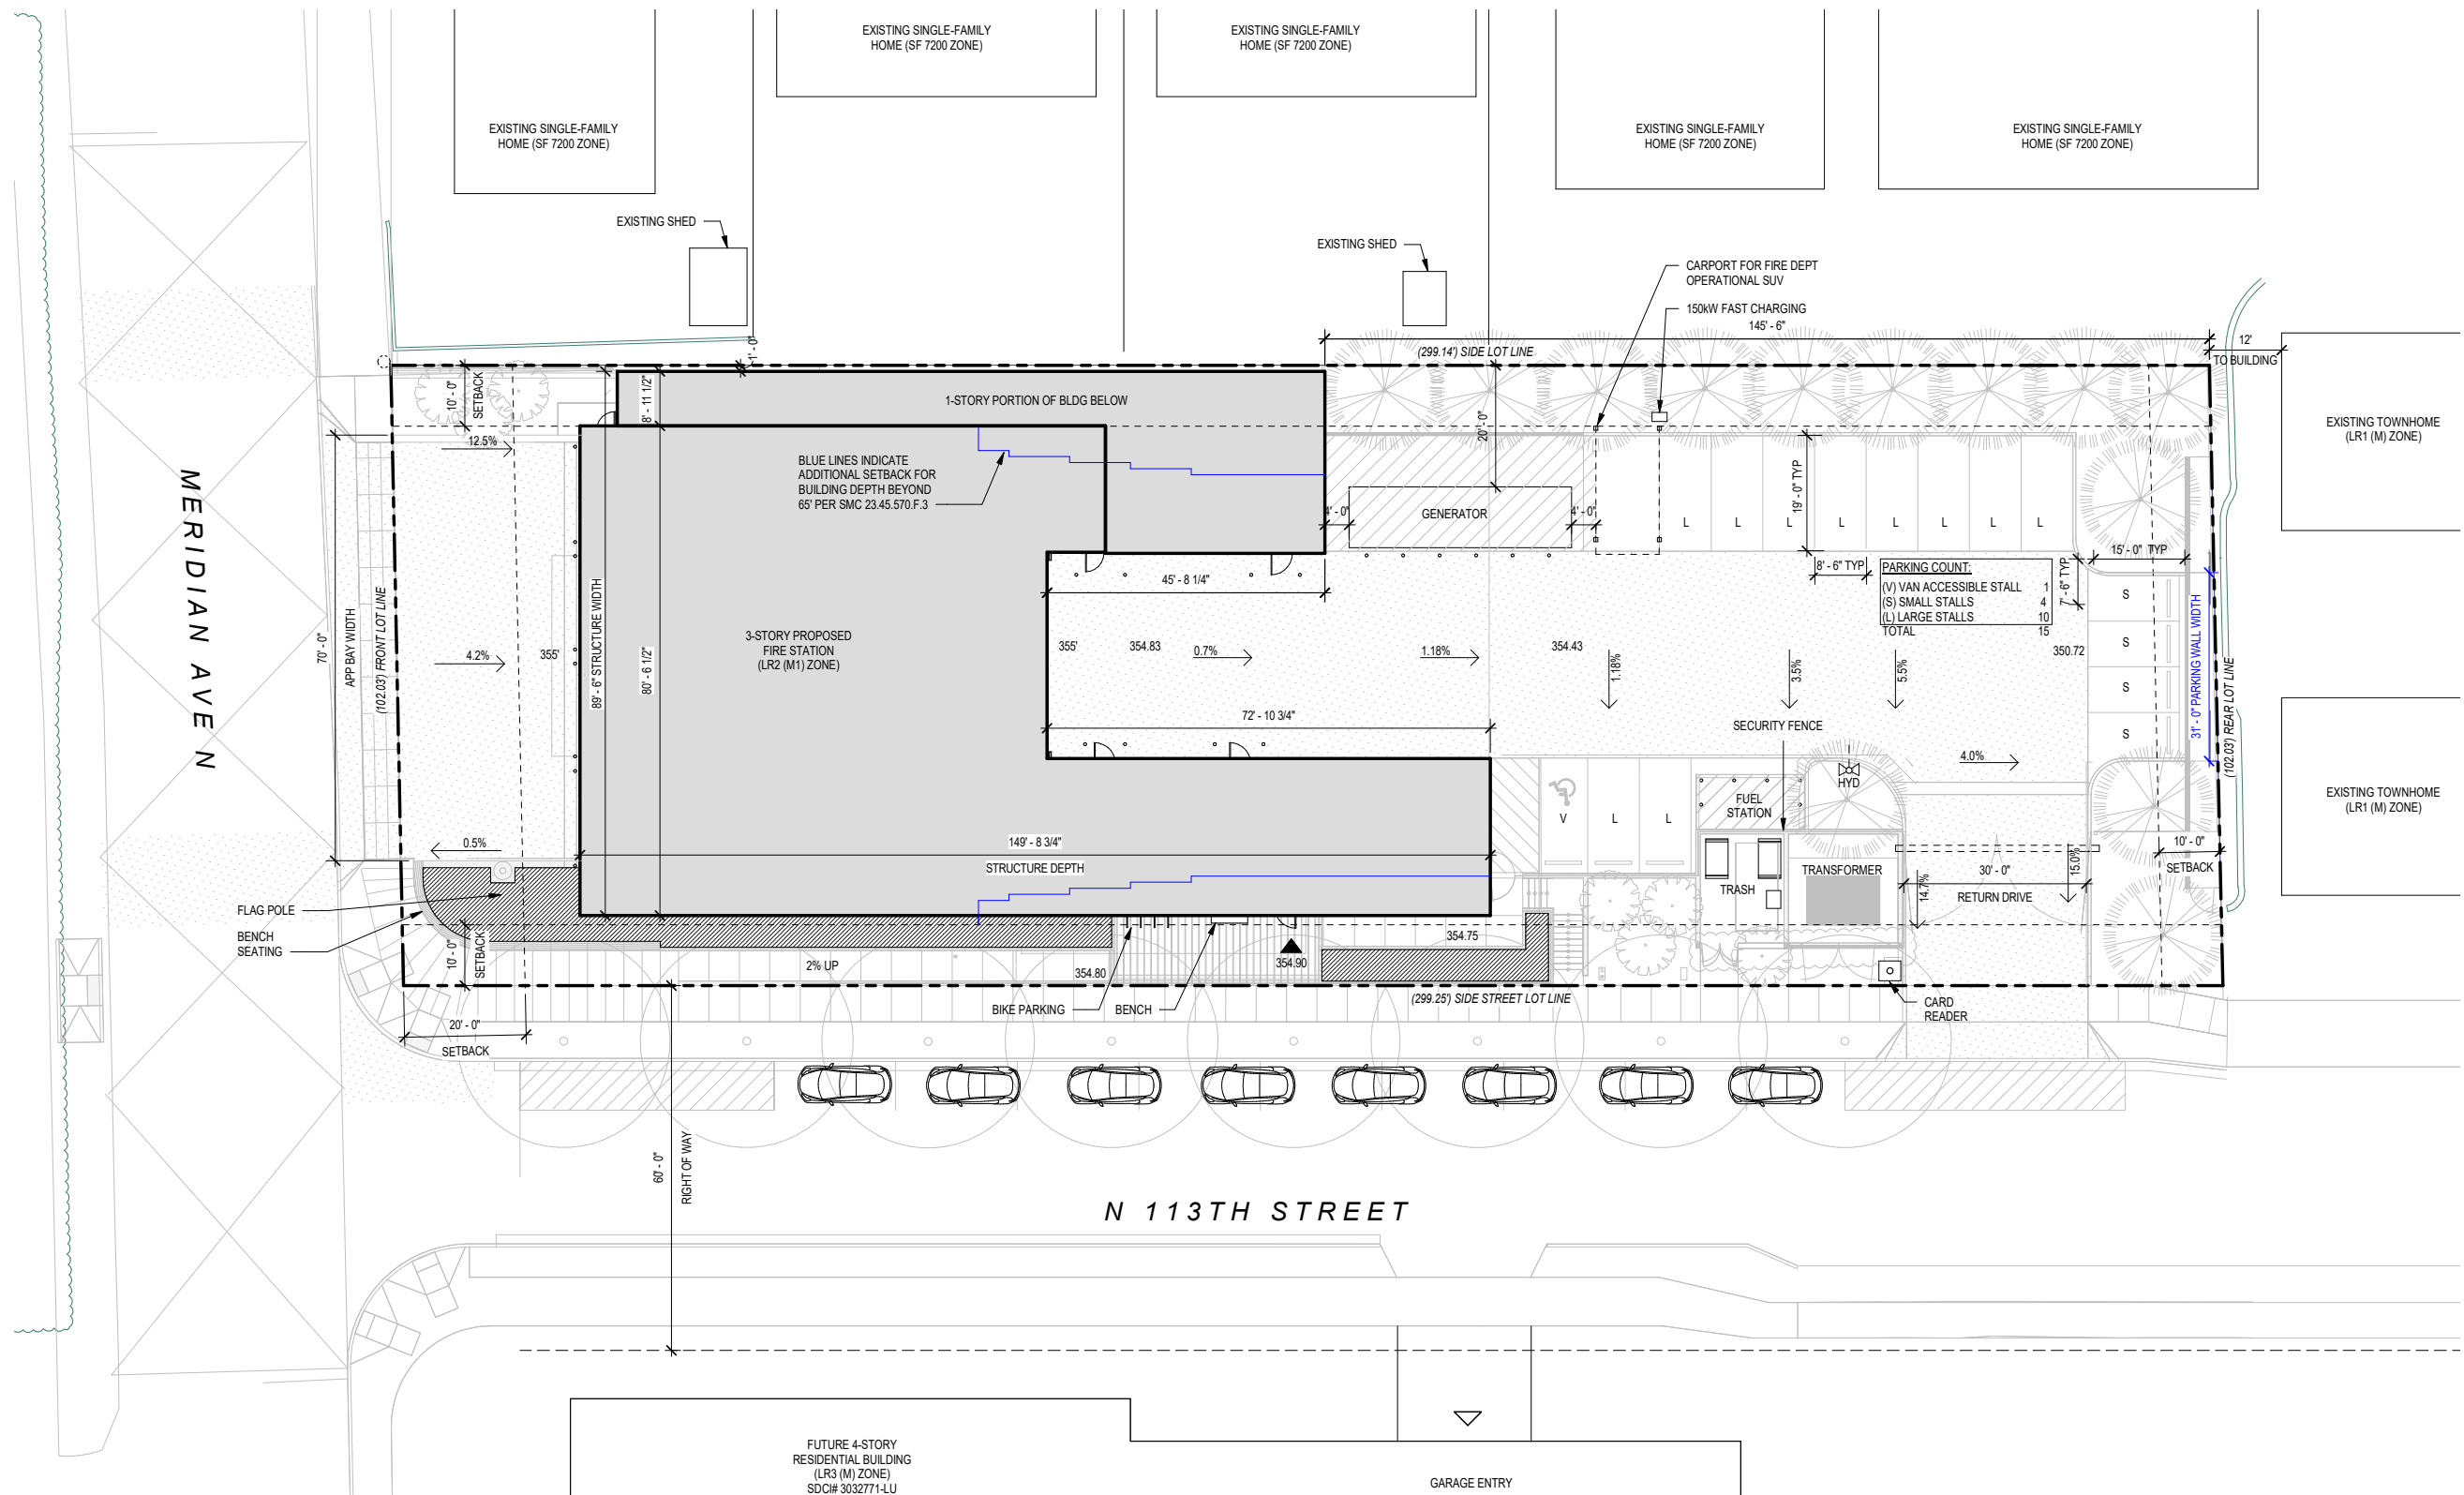 EXISTING SINGLE-FAMILY
HOME (SF 7200 ZONE)
EXISTING SINGLE-FAMILY
HOME (SF 7200 ZONE)
EXISTING SINGLE-FAMILY
HOME (SF 7200 ZONE)
EXISTING SINGLE-FAMILY
HOME (SF 7200 ZONE)
EXISTING SINGLE-FAMILY
HOME (SF 7200 ZONE)
EXISTING SHED
EXISTING SHED
CARPORT FOR FIRE DEPT
OPERATIONAL SUV
150kW FAST CHARGING
145' - 6"
12'
TO BUILDING
(299.14') SIDE LOT LINE
1' - 0"
10' - 0"
SETBACK
8' - 11 1/2"
1-STORY PORTION OF BLDG BELOW
20' - 0"
EXISTING TOWNHOME
(LR1 (M) ZONE)
12.5%
BLUE LINES INDICATE
ADDITIONAL SETBACK FOR
BUILDING DEPTH BEYOND
65' PER SMC 23.45.570.F.3
19' - 0" TYP
4' - 0"
GENERATOR
4' - 0"
L
L
L
L
L
L
L
L
15' - 0" TYP
8' - 6" TYP
7' - 6" TYP
PARKING COUNT:
(V) VAN ACCESSIBLE STALL 1
(S) SMALL STALLS 4
(L) LARGE STALLS 10
TOTAL 15
45' - 8 1/4"
MERIDIAN AVE N
70' - 0"
APP BAY WIDTH
(102.03') FRONT LOT LINE
4.2%
355'
89' - 6" STRUCTURE WIDTH
80' - 6 1/2"
3-STORY PROPOSED
FIRE STATION
(LR2 (M1) ZONE)
355'
354.83
0.7%
1.18%
354.43
1.18%
3.5%
5.5%
350.72
S
S
S
S
31' - 0" PARKING WALL WIDTH
(102.03') REAR LOT LINE
72' - 10 3/4"
SECURITY FENCE
4.0%
HYD
FUEL
STATION
V
L
L
EXISTING TOWNHOME
(LR1 (M) ZONE)
0.5%
149' - 8 3/4"
STRUCTURE DEPTH
TRASH
TRANSFORMER
14.7%
30' - 0"
RETURN DRIVE
15.0%
10' - 0"
SETBACK
FLAG POLE
BENCH
SEATING
10' - 0"
SETBACK
2% UP
354.80
354.90
354.75
BIKE PARKING
BENCH
(299.25') SIDE STREET LOT LINE
CARD
READER
20' - 0"
SETBACK
60' - 0"
RIGHT OF WAY
N 113TH STREET
FUTURE 4-STORY
RESIDENTIAL BUILDING
(LR3 (M) ZONE)
SDCI# 3032771-LU
GARAGE ENTRY